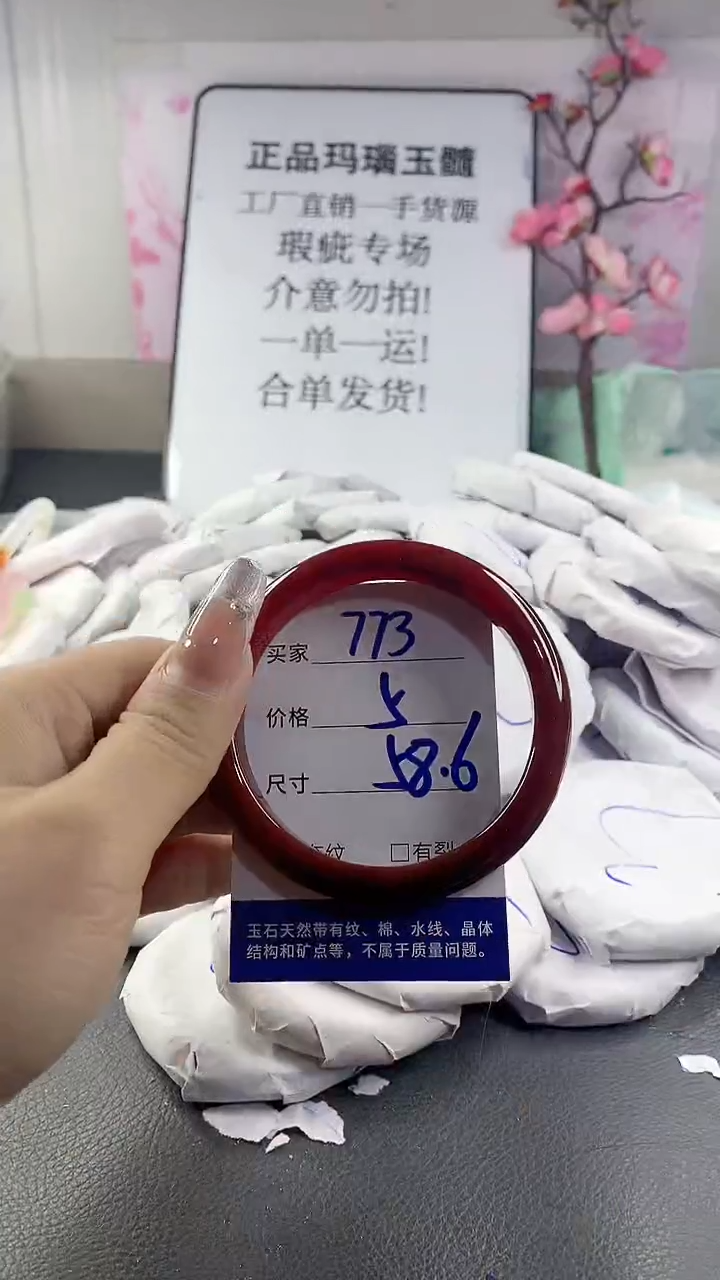 正品玛瑙玉髓
工厂直销一手货源
瑕疵专场
介意勿拍!
一单一运!
合单发货!
买家 773
价格 5
尺寸 58.6
纹 □有裂
玉石天然带有纹、棉、水线、晶体
结构和矿点等，不属于质量问题。